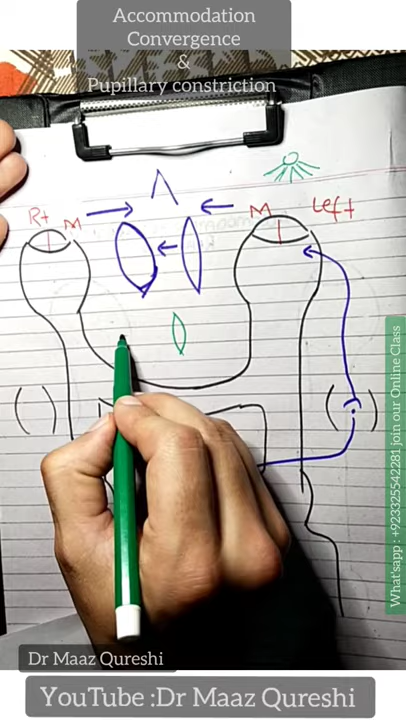 Accommodation
Convergence
&
Pupillary constriction
Rt M
M Left
What'sapp : +923325542281 join our Online Class
Dr Maaz Qureshi
YouTube :Dr Maaz Qureshi